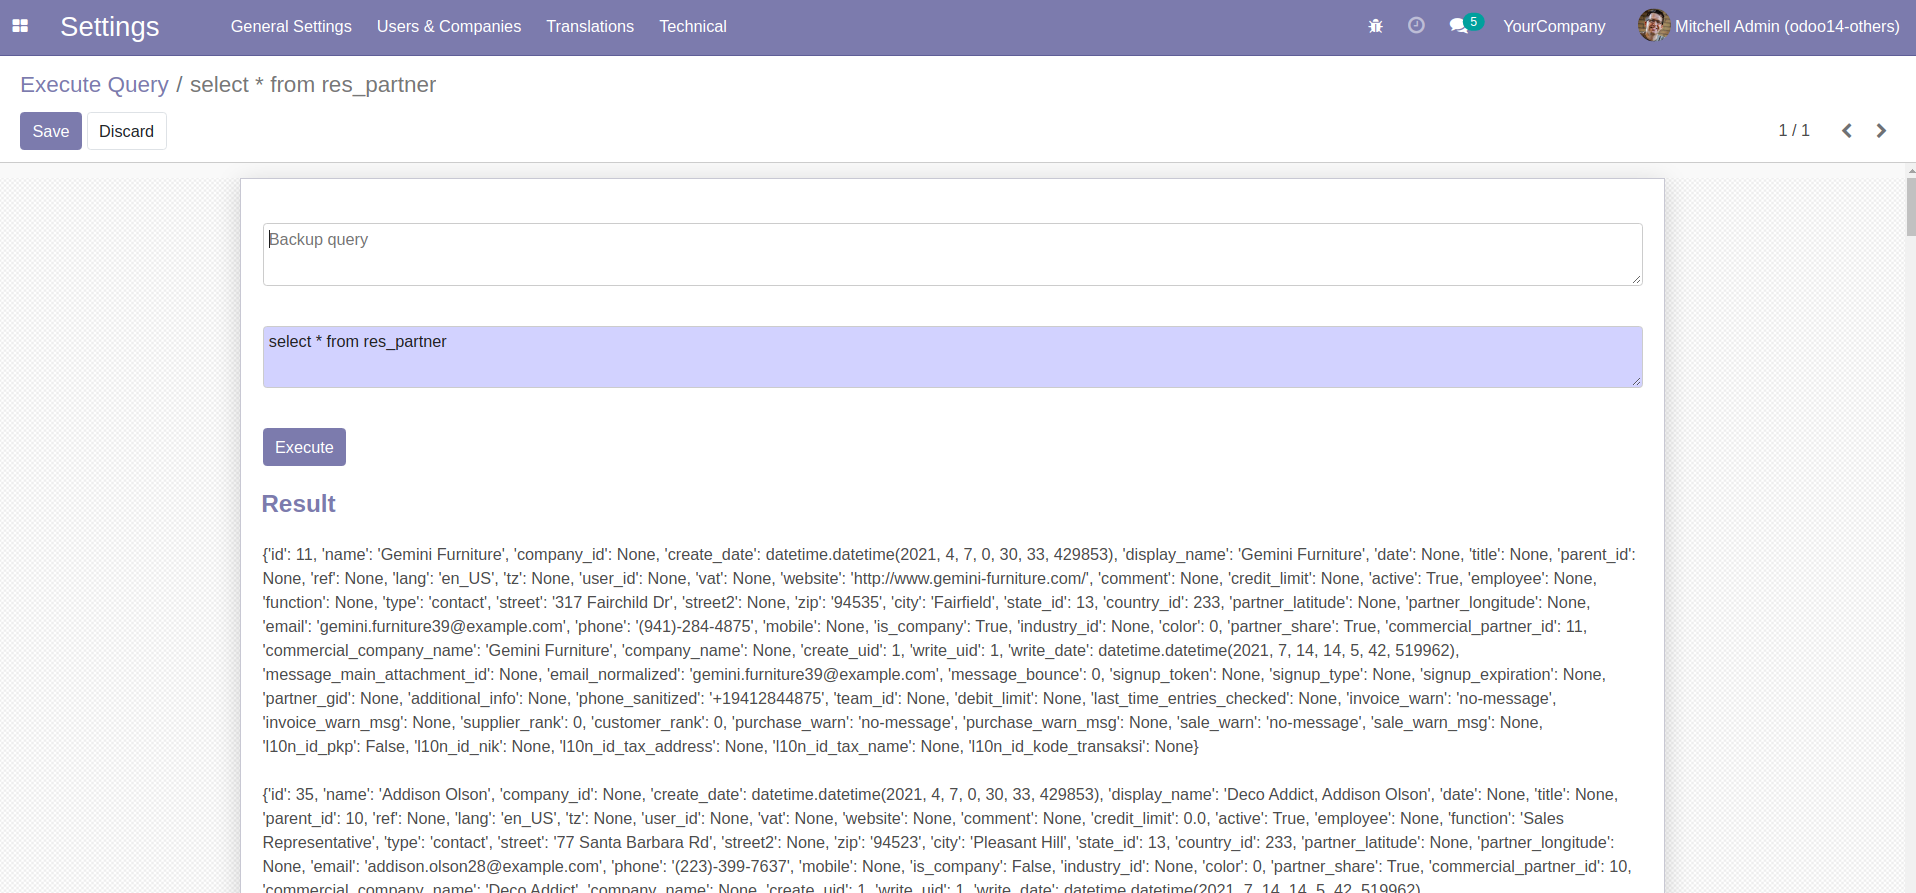 Settings General Settings Users & Companies Translations Technical 5 YourCompany Mitchell Admin (odoo14-others)
Execute Query / select * from res_partner
Save Discard 1 / 1
Backup query
select * from res_partner
Execute
Result
{'id': 11, 'name': 'Gemini Furniture', 'company_id': None, 'create_date': datetime.datetime(2021, 4, 7, 0, 30, 33, 429853), 'display_name': 'Gemini Furniture', 'date': None, 'title': None, 'parent_id':
None, 'ref': None, 'lang': 'en_US', 'tz': None, 'user_id': None, 'vat': None, 'website': 'http://www.gemini-furniture.com/', 'comment': None, 'credit_limit': None, 'active': True, 'employee': None,
'function': None, 'type': 'contact', 'street': '317 Fairchild Dr', 'street2': None, 'zip': '94535', 'city': 'Fairfield', 'state_id': 13, 'country_id': 233, 'partner_latitude': None, 'partner_longitude': None,
'email': 'gemini.furniture39@example.com', 'phone': '(941)-284-4875', 'mobile': None, 'is_company': True, 'industry_id': None, 'color': 0, 'partner_share': True, 'commercial_partner_id': 11,
'commercial_company_name': 'Gemini Furniture', 'company_name': None, 'create_uid': 1, 'write_uid': 1, 'write_date': datetime.datetime(2021, 7, 14, 14, 5, 42, 519962),
'message_main_attachment_id': None, 'email_normalized': 'gemini.furniture39@example.com', 'message_bounce': 0, 'signup_token': None, 'signup_type': None, 'signup_expiration': None,
'partner_gid': None, 'additional_info': None, 'phone_sanitized': '+19412844875', 'team_id': None, 'debit_limit': None, 'last_time_entries_checked': None, 'invoice_warn': 'no-message',
'invoice_warn_msg': None, 'supplier_rank': 0, 'customer_rank': 0, 'purchase_warn': 'no-message', 'purchase_warn_msg': None, 'sale_warn': 'no-message', 'sale_warn_msg': None,
'l10n_id_pkp': False, 'l10n_id_nik': None, 'l10n_id_tax_address': None, 'l10n_id_tax_name': None, 'l10n_id_kode_transaksi': None}
{'id': 35, 'name': 'Addison Olson', 'company_id': None, 'create_date': datetime.datetime(2021, 4, 7, 0, 30, 33, 429853), 'display_name': 'Deco Addict, Addison Olson', 'date': None, 'title': None,
'parent_id': 10, 'ref': None, 'lang': 'en_US', 'tz': None, 'user_id': None, 'vat': None, 'website': None, 'comment': None, 'credit_limit': 0.0, 'active': True, 'employee': None, 'function': 'Sales
Representative', 'type': 'contact', 'street': '77 Santa Barbara Rd', 'street2': None, 'zip': '94523', 'city': 'Pleasant Hill', 'state_id': 13, 'country_id': 233, 'partner_latitude': None, 'partner_longitude':
None, 'email': 'addison.olson28@example.com', 'phone': '(223)-399-7637', 'mobile': None, 'is_company': False, 'industry_id': None, 'color': 0, 'partner_share': True, 'commercial_partner_id': 10,
'commercial_company_name': 'Deco Addict', 'company_name': None, 'create_uid': 1, 'write_uid': 1, 'write_date': datetime.datetime(2021, 7, 14, 14, 5, 42, 519962),